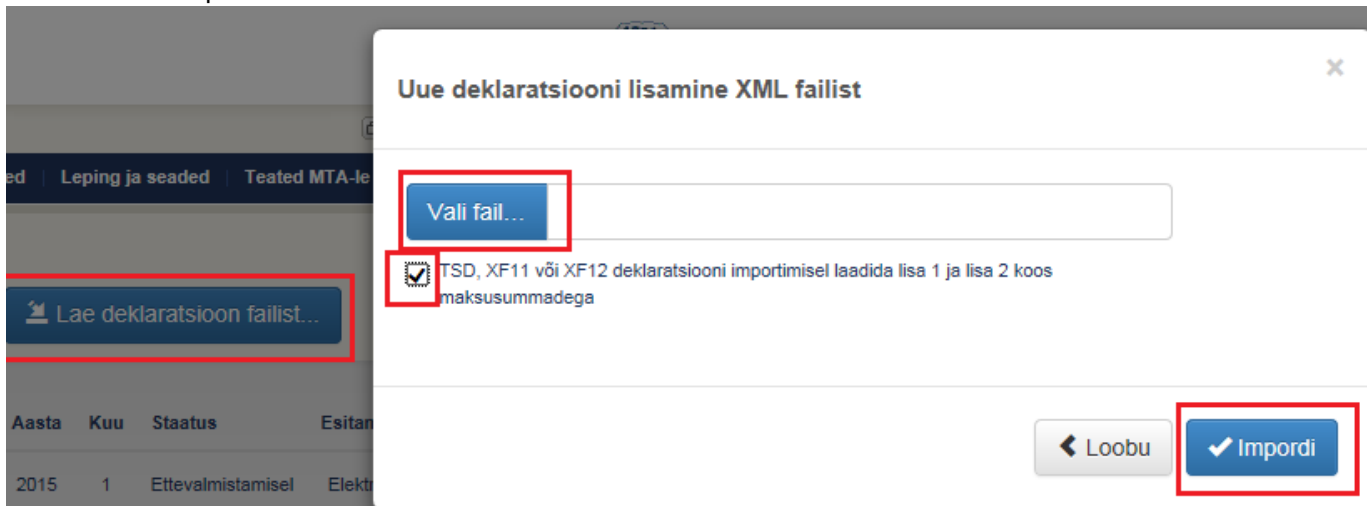 Uue deklaratsiooni lisamine XML failist
×
ed | Leping ja seaded | Teated MTA-le
Vali fail...
TSD, XF11 või XF12 deklaratsiooni importimisel laadida lisa 1 ja lisa 2 koos
maksusummadega
Lae deklaratsioon failist...
Aasta Kuu Staatus Esitan
Loobu
Impordi
2015 1 Ettevalmistamisel Elektr